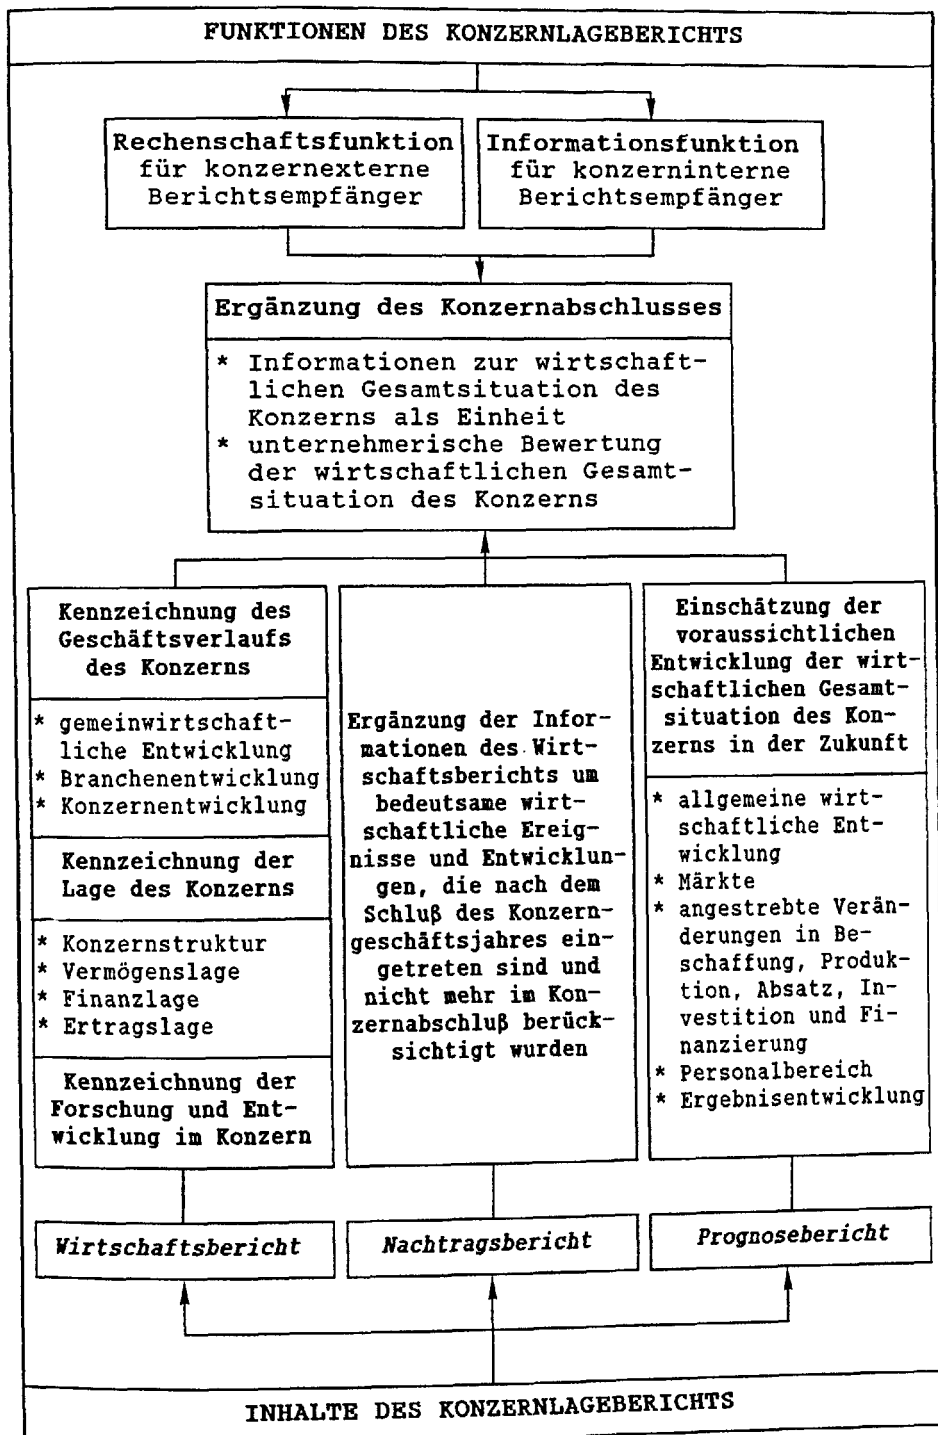 FUNKTIONEN DES KONZERNLAGEBERICHTS
Rechenschaftsfunktion
für konzernexterne
Berichtsempfänger
Informationsfunktion
für konzerninterne
Berichtsempfänger
Ergänzung des Konzernabschlusses
* Informationen zur wirtschaft-
lichen Gesamtsituation des
Konzerns als Einheit
* unternehmerische Bewertung
der wirtschaftlichen Gesamt-
situation des Konzerns
Kennzeichnung des
Geschäftsverlaufs
des Konzerns
* gemeinwirtschaft-
liche Entwicklung
* Branchenentwicklung
* Konzernentwicklung
Kennzeichnung der
Lage des Konzerns
* Konzernstruktur
* Vermögenslage
* Finanzlage
* Ertragslage
Kennzeichnung der
Forschung und Ent-
wicklung im Konzern
Ergänzung der Infor-
mationen des Wirt-
schaftsberichts um
bedeutsame wirt-
schaftliche Ereig-
nisse und Entwicklun-
gen, die nach dem
Schluß des Konzern-
geschäftsjahres ein-
getreten sind und
nicht mehr im Kon-
zernabschluß berück-
sichtigt wurden
Einschätzung der
voraussichtlichen
Entwicklung der wirt-
schaftlichen Gesamt-
situation des Kon-
zerns in der Zukunft
* allgemeine wirt-
schaftliche Ent-
wicklung
* Märkte
* angestrebte Verän-
derungen in Be-
schaffung, Produk-
tion, Absatz, In-
vestition und Fi-
nanzierung
* Personalbereich
* Ergebnisentwicklung
Wirtschaftsbericht
Nachtragsbericht
Prognosebericht
INHALTE DES KONZERNLAGEBERICHTS